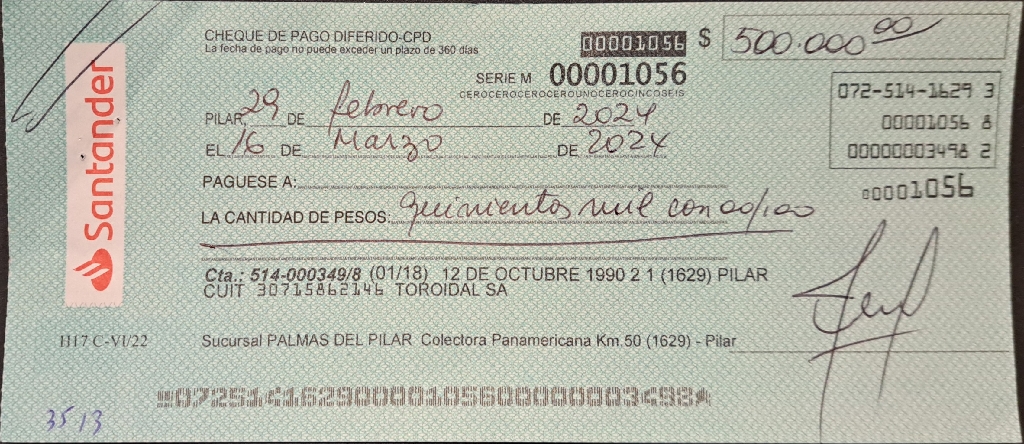 CHEQUE DE PAGO DIFERIDO-CPD
La fecha de pago no puede exceder un plazo de 360 días
00001056 $ 500.000 00
SERIE M 00001056
CEROCEROCEROCEROUNOCEROCINCOSEIS
072-514-1629 3
00001056 8
00000003498 2
00001056
PILAR, 29 DE febrero DE 2024
EL 16 DE Marzo DE 2024
PAGUESE A:
LA CANTIDAD DE PESOS: quinientos mil con 00/100
Cta.: 514-000349/8 (01/18) 12 DE OCTUBRE 1990 2 1 (1629) PILAR
CUIT 30715862146 TOROIDAL SA
Sucursal PALMAS DEL PILAR Colectora Panamericana Km.50 (1629) - Pilar
Santander
1117 C-VI/22
07251416290000105600000003498
3513